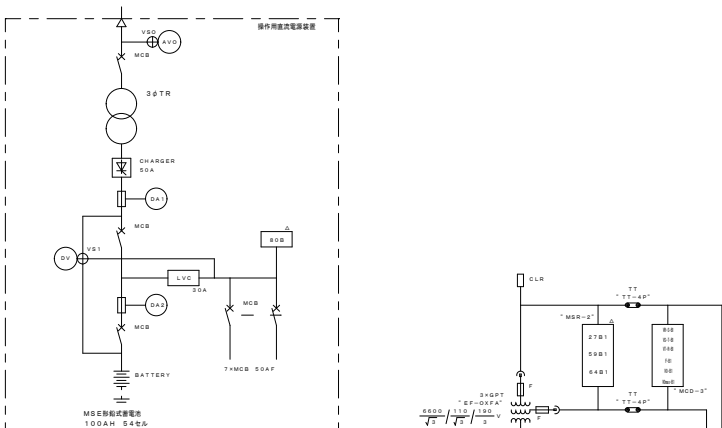 操作用直流電源装置
VS0
AV0
MCB
3φTR
CHARGER
50A
DA1
MCB
80B
DV
VS1
LVC
30A
DA2
MCB
MCB
7×MCB 50AF
BATTERY
MSE形鉛式蓄電池
100AH 54セル
CLR
TT
"TT-4P"
"MSR-2"
27B1
59B1
64B1
"MCD-3"
TT
"TT-4P"
F
3×GPT
"EF-OXFA"
F
6600/√3 / 110/√3 / 190/3 V